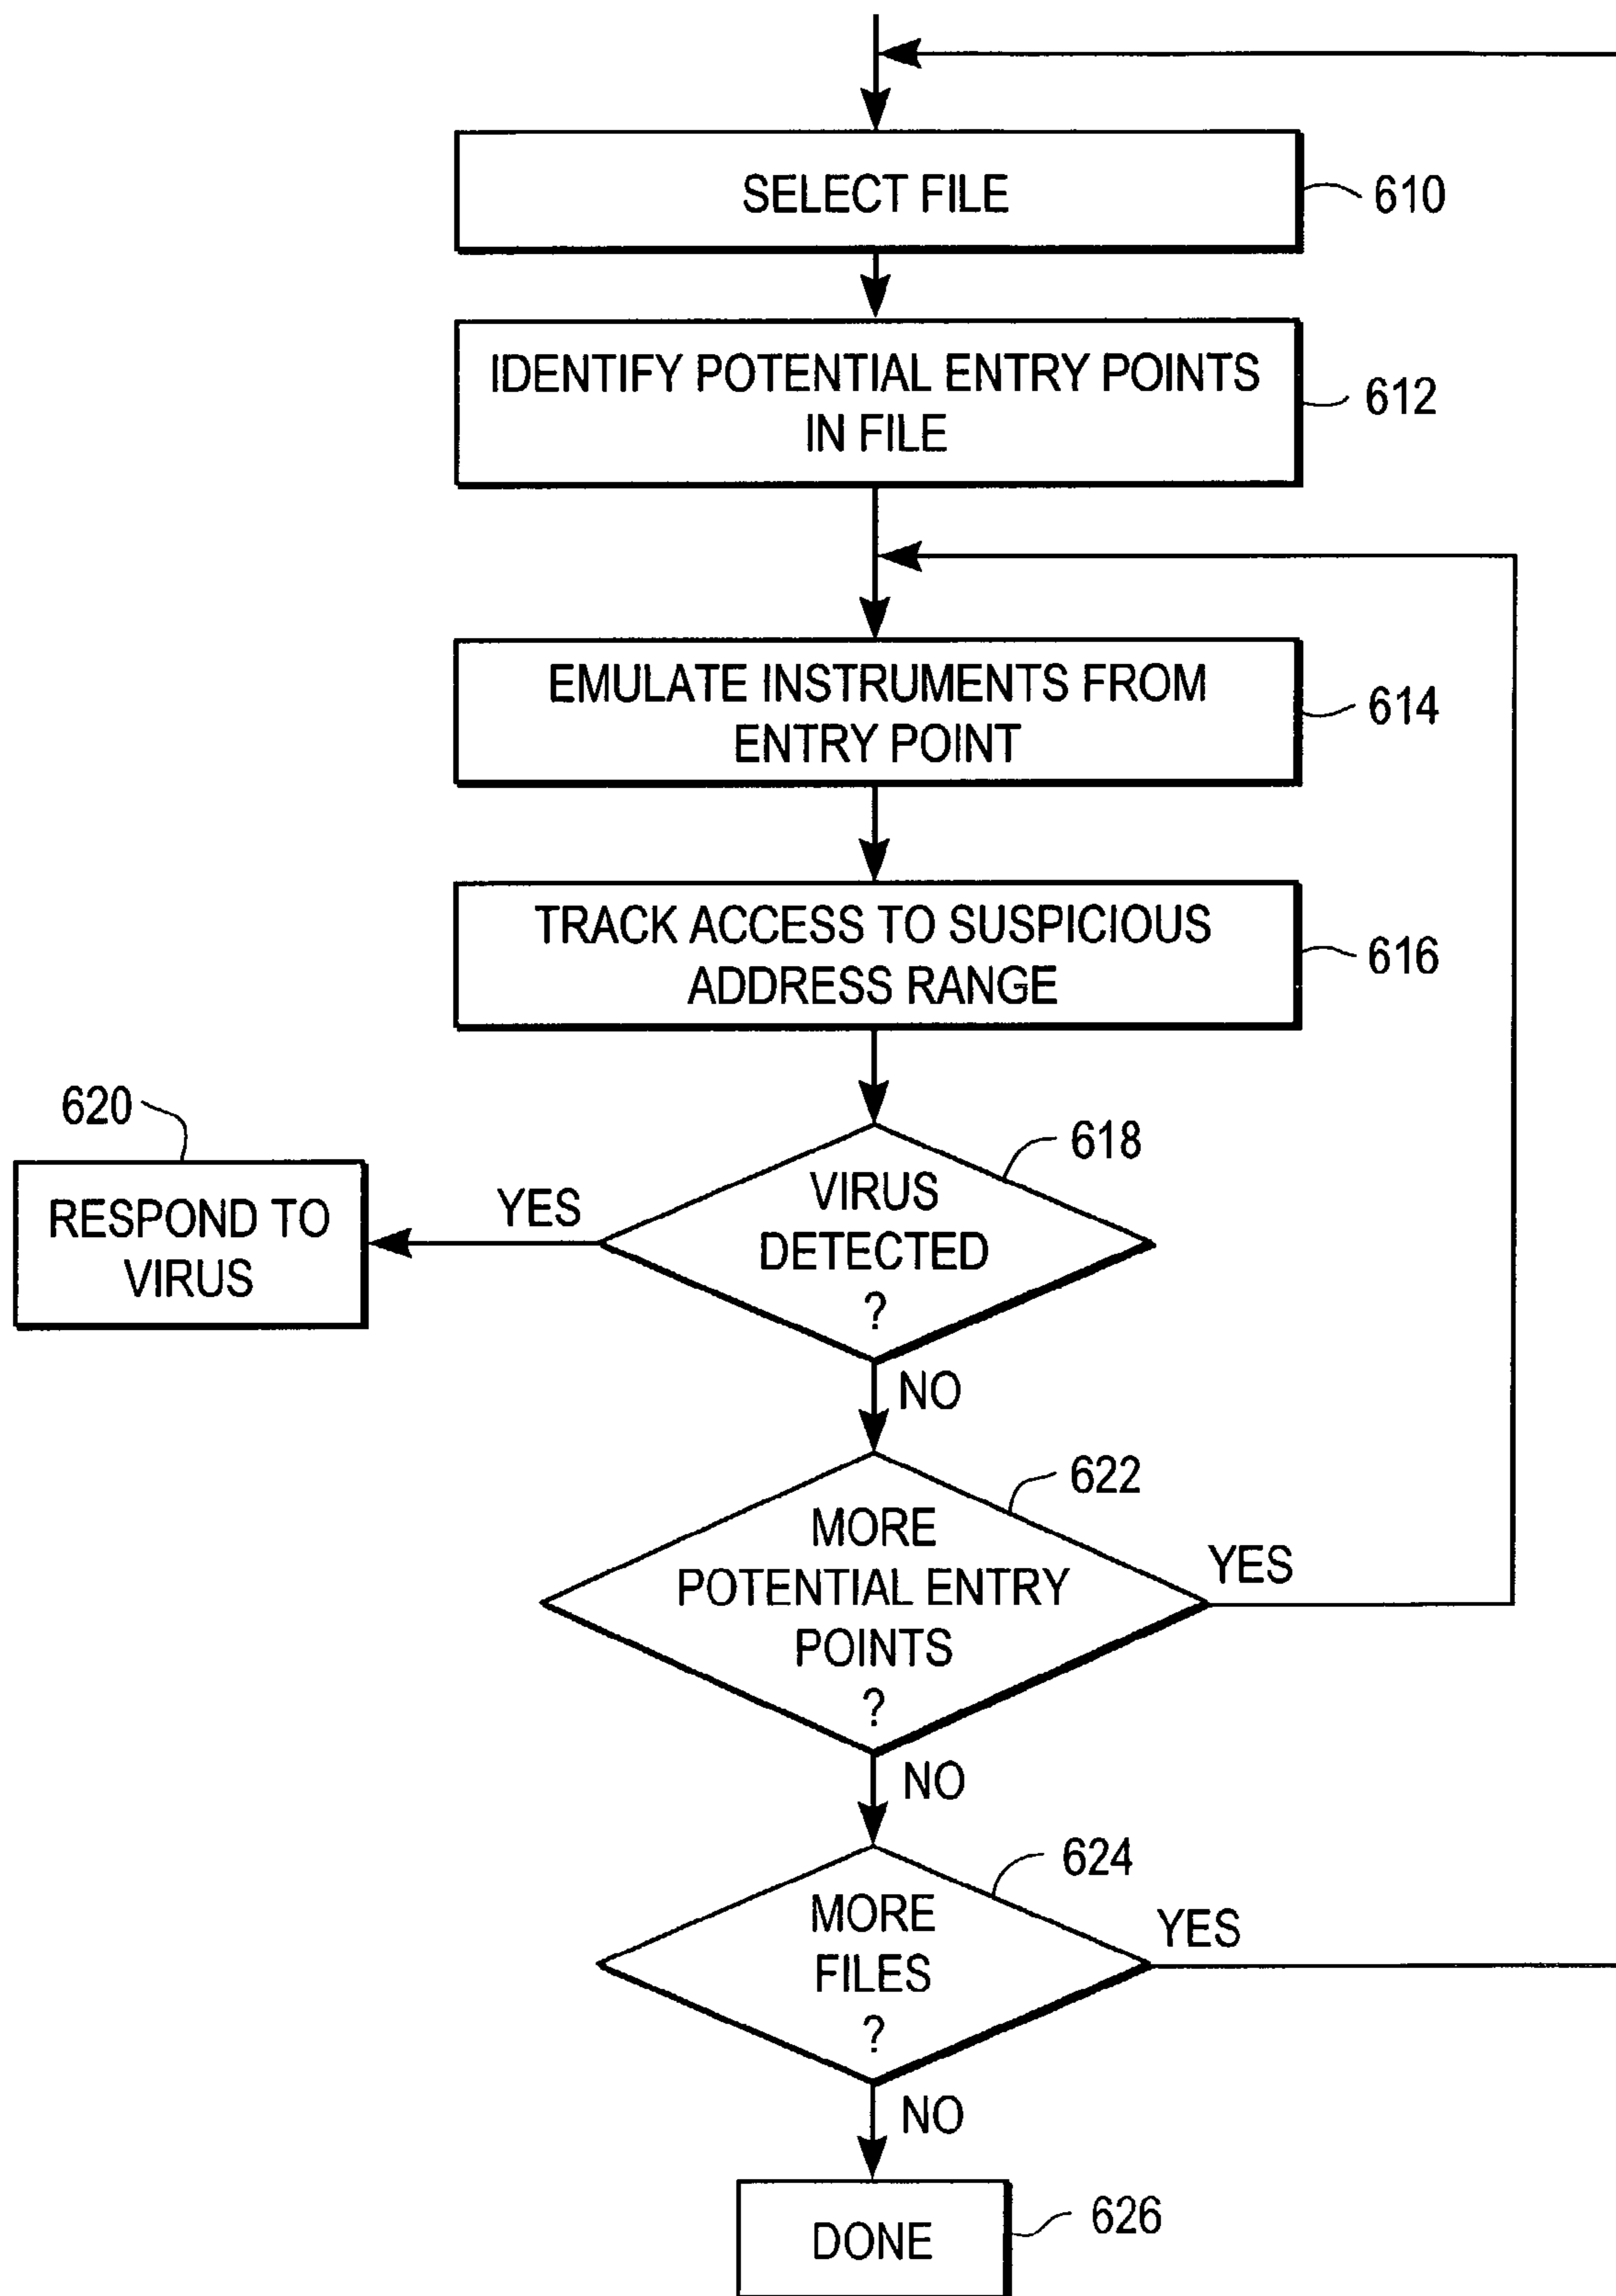 SELECT FILE
610
IDENTIFY POTENTIAL ENTRY POINTS
IN FILE
612
EMULATE INSTRUMENTS FROM
ENTRY POINT
614
TRACK ACCESS TO SUSPICIOUS
ADDRESS RANGE
616
620
RESPOND TO
VIRUS
YES
618
VIRUS
DETECTED
?
NO
622
MORE
POTENTIAL ENTRY
POINTS
?
YES
NO
624
MORE
FILES
?
YES
NO
DONE
626